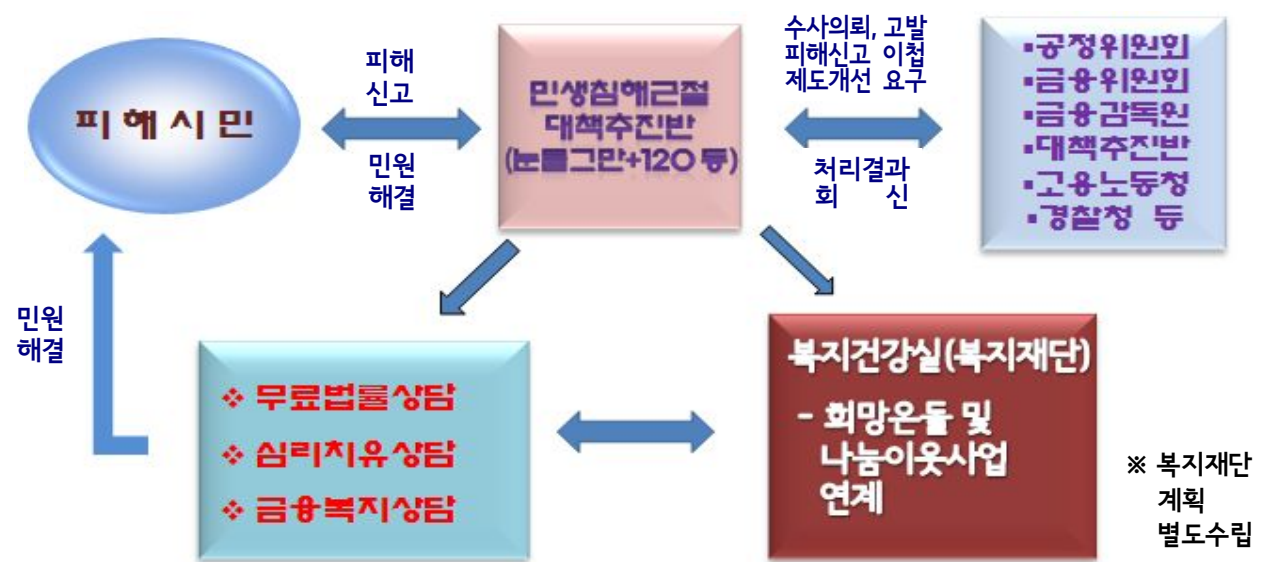 피해시민
피해
신고
민원
해결
민생침해근절
대책추진반
(눈물그만+120 등)
수사의뢰, 고발
피해신고 이첩
제도개선 요구
처리결과
회 신
▪공정위원회
▪금융위원회
▪금융감독원
▪대책추진반
▪고용노동청
▪경찰청 등
민원
해결
❖ 무료법률상담
❖ 심리치유상담
❖ 금융복지상담
복지건강실(복지재단)
- 희망온돌 및
나눔이웃사업
연계
※ 복지재단
계획
별도수립